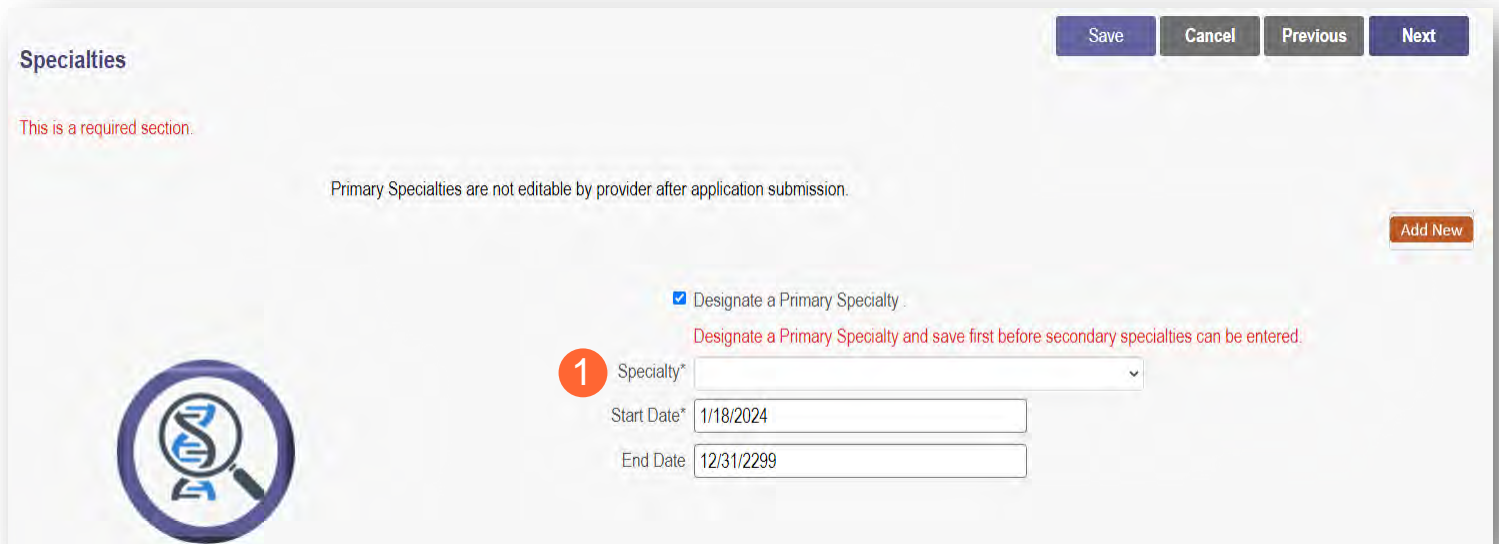 Save Cancel Previous Next
Specialties
This is a required section.
Primary Specialties are not editable by provider after application submission.
Add New
Designate a Primary Specialty .
Designate a Primary Specialty and save first before secondary specialties can be entered.
1 Specialty*
Start Date* 1/18/2024
End Date 12/31/2299